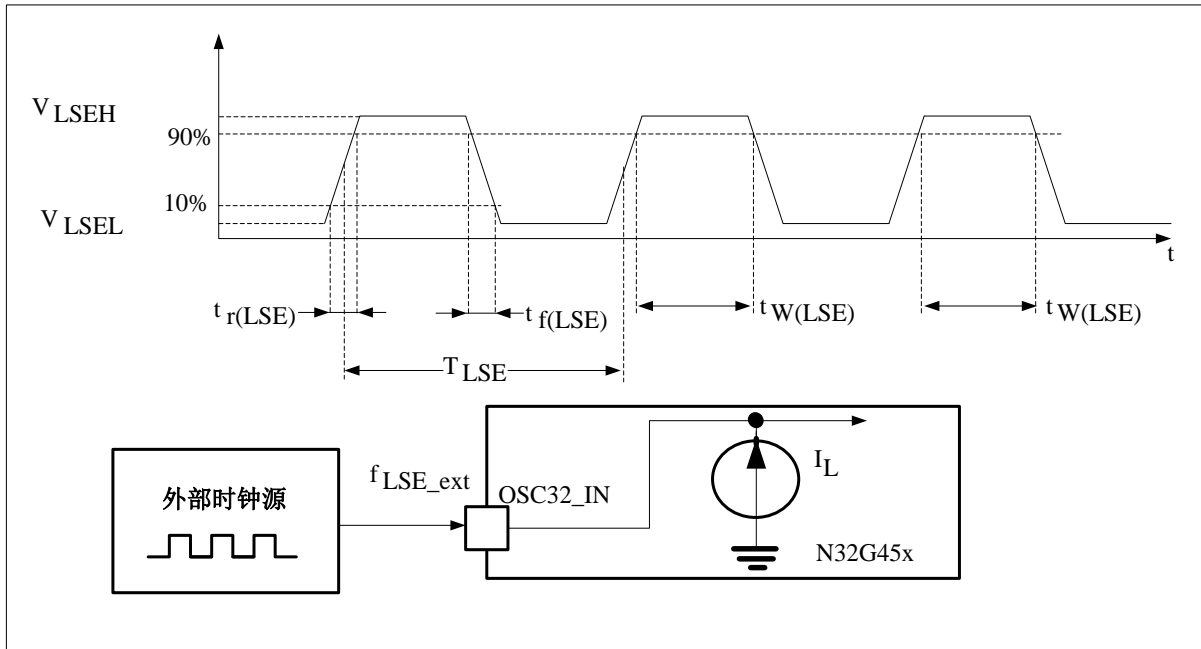 V LSEH
90%
10%
V LSEL
t
t r(LSE)
t f(LSE)
t W(LSE)
t W(LSE)
T LSE
外部时钟源
f LSE_ext
OSC32_IN
I L
N32G45x